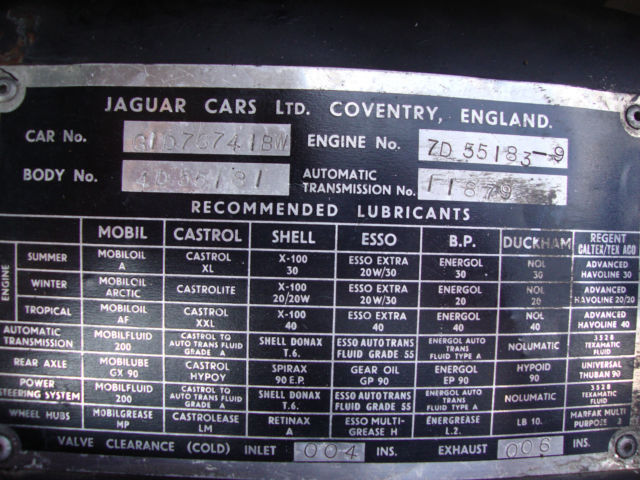 JAGUAR CARS LTD. COVENTRY, ENGLAND.
CAR No. G1D76741BW ENGINE No. 7D 55183-9
BODY No. 4D56131 AUTOMATIC TRANSMISSION No. 11879
RECOMMENDED LUBRICANTS
MOBIL CASTROL SHELL ESSO B.P. DUCKHAM REGENT CALTEX/TEXACO
ENGINE
SUMMER MOBILOIL A CASTROL XL X-100 30 ESSO EXTRA 20W/30 ENERGOL 30 NOL 30 ADVANCED HAVOLINE 30
WINTER MOBILOIL ARCTIC CASTROLITE X-100 20/20W ESSO EXTRA 20W/30 ENERGOL 20 NOL 20 ADVANCED HAVOLINE 20/20
TROPICAL MOBILOIL AF CASTROL XXL X-100 40 ESSO EXTRA 40 ENERGOL 40 NOL 40 ADVANCED HAVOLINE 40
AUTOMATIC TRANSMISSION MOBILFLUID 200 CASTROL TQ AUTO TRANS FLUID GRADE A SHELL DONAX T.6. ESSO AUTOTRANS FLUID GRADE 55 ENERGOL AUTO TRANS FLUID TYPE A NOLUMATIC 3528 TEXAMATIC FLUID
REAR AXLE MOBILUBE GX 90 CASTROL HYPOY SPIRAX 90 E.P. GEAR OIL GP 90 ENERGOL EP 90 HYPOID 90 UNIVERSAL THUBAN 90
POWER STEERING SYSTEM MOBILFLUID 200 CASTROL TQ AUTO TRANS FLUID GRADE A SHELL DONAX T.6. ESSO AUTOTRANS FLUID GRADE 55 ENERGOL AUTO TRANS FLUID TYPE A NOLUMATIC 3528 TEXAMATIC FLUID
WHEEL HUBS MOBILGREASE MP CASTROLEASE LM RETINAX A ESSO MULTI-GREASE H ENERGREASE L.2. LB 10. MARFAK MULTI PURPOSE 2
VALVE CLEARANCE (COLD) INLET 004 INS. EXHAUST 006 INS.